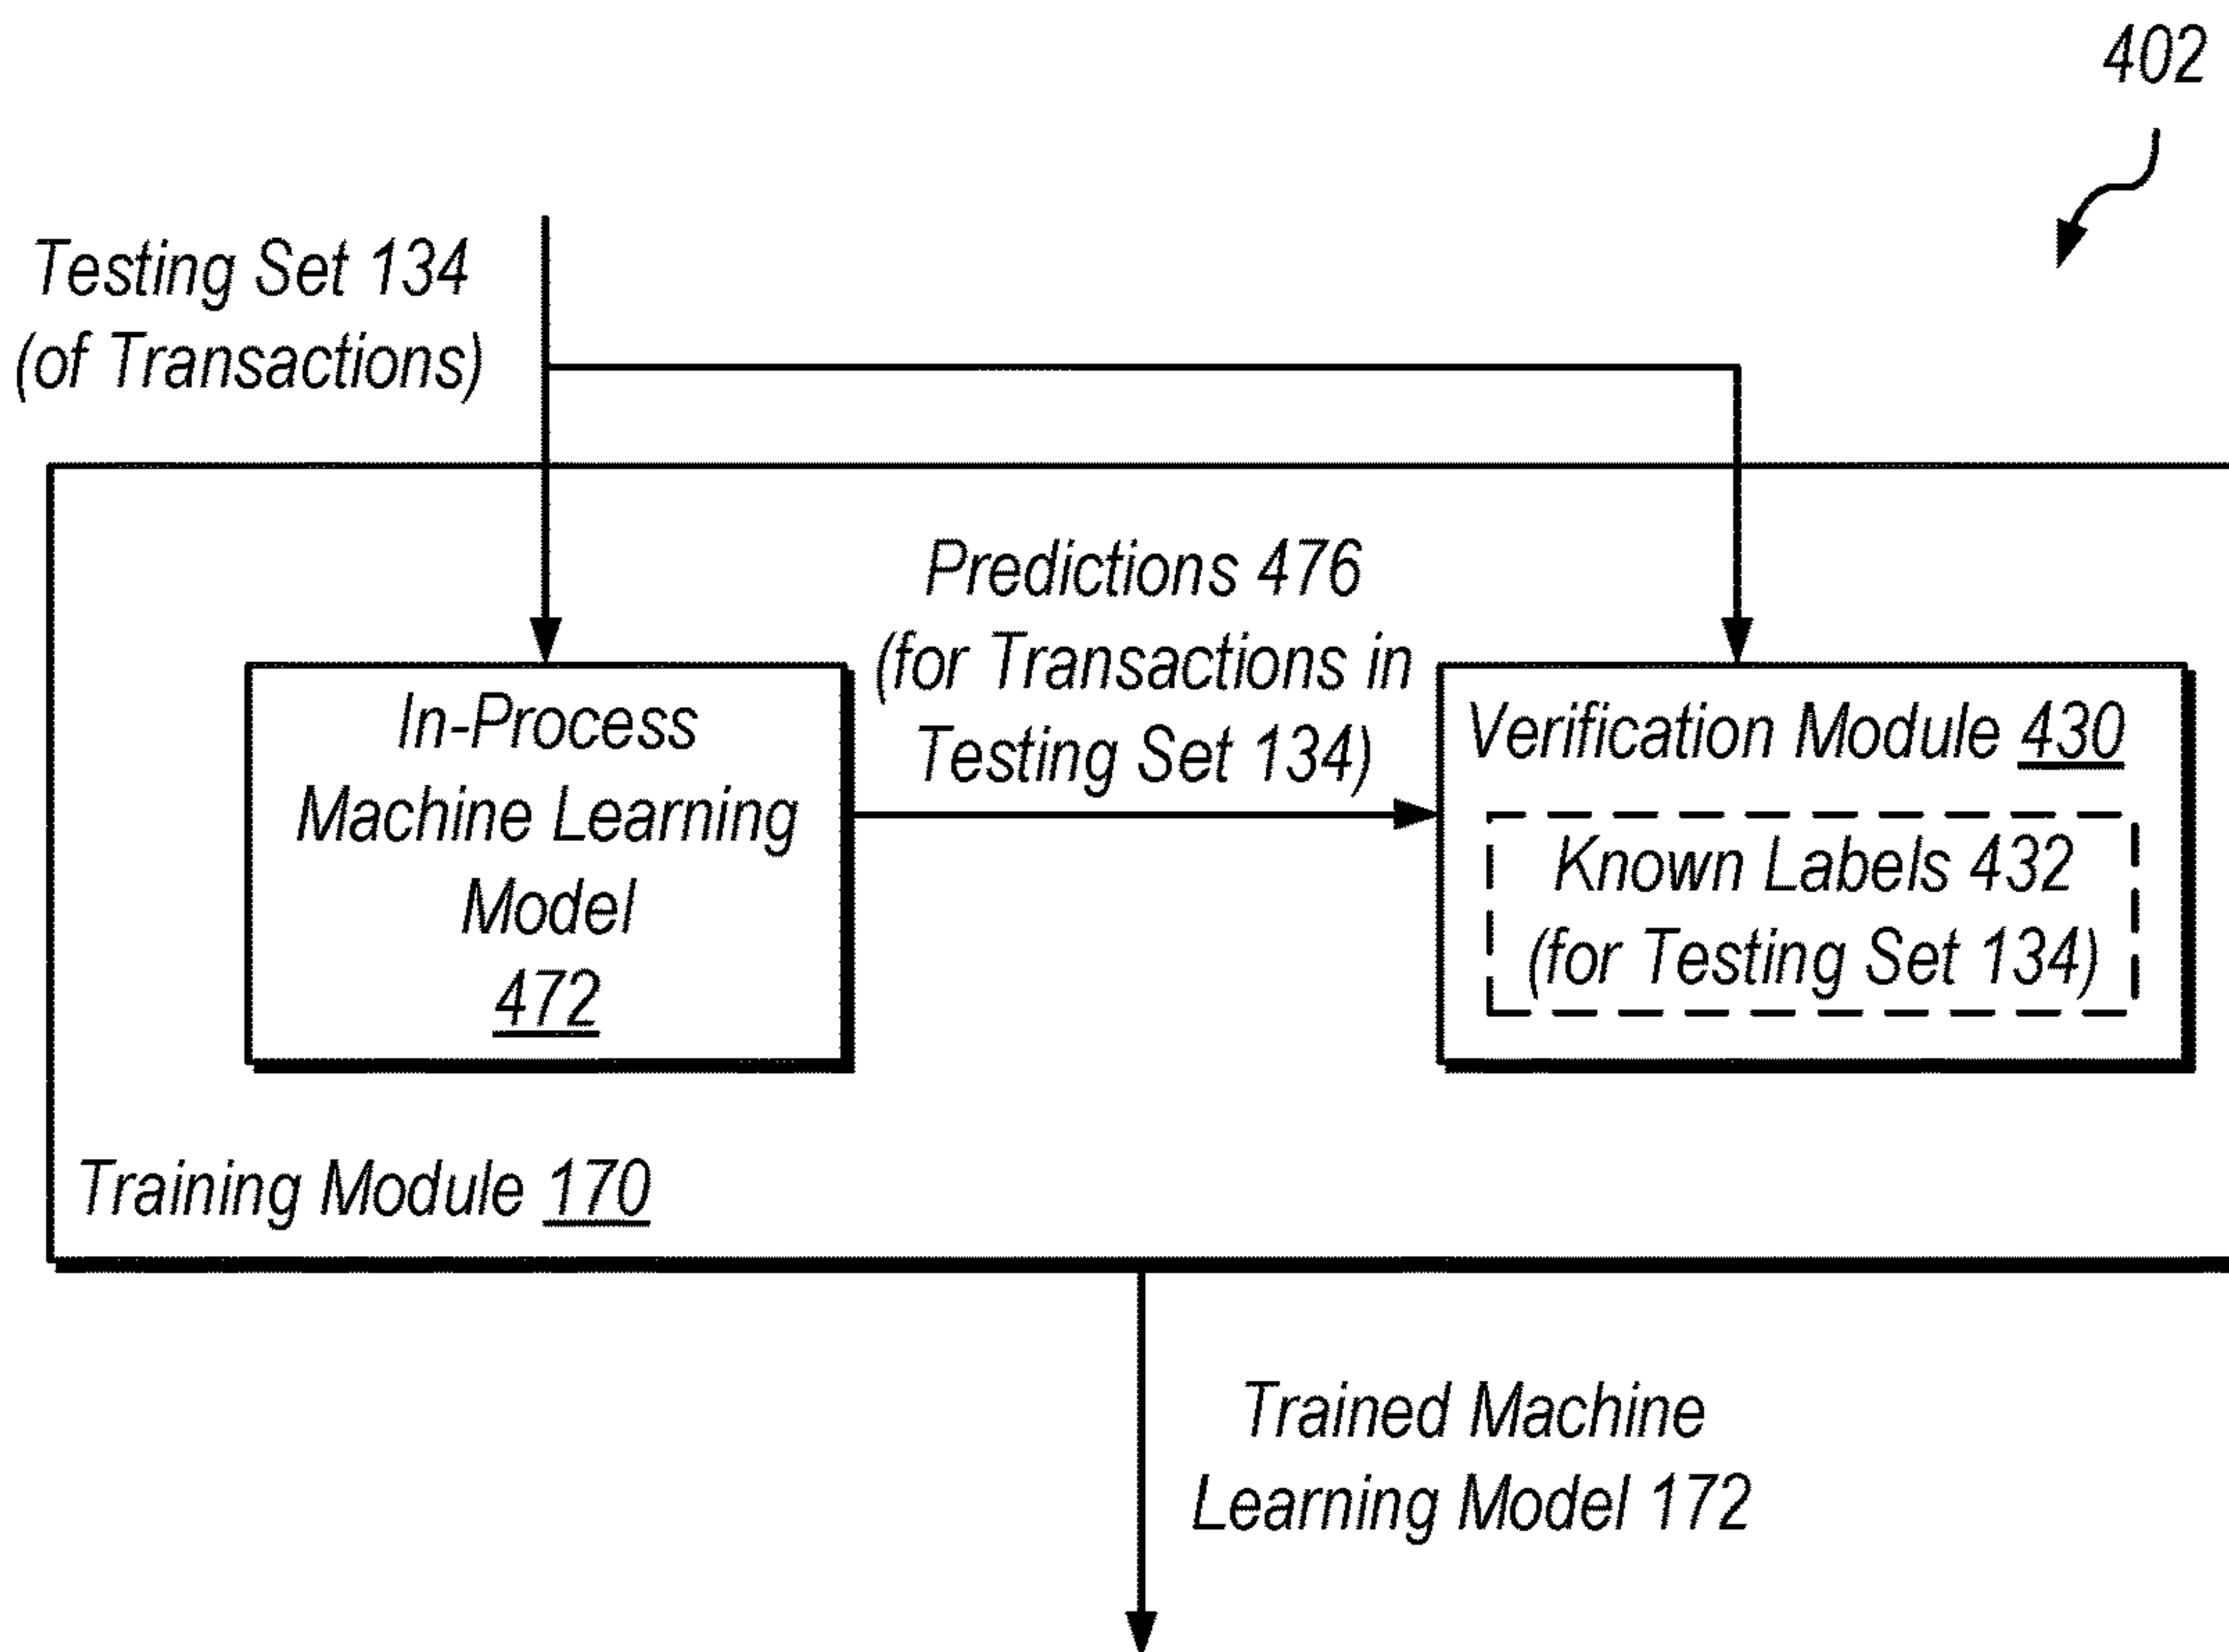 402
Testing Set 134
(of Transactions)
Predictions 476
(for Transactions in
Testing Set 134)
In-Process
Machine Learning
Model
472
Verification Module 430
Known Labels 432
(for Testing Set 134)
Training Module 170
Trained Machine
Learning Model 172